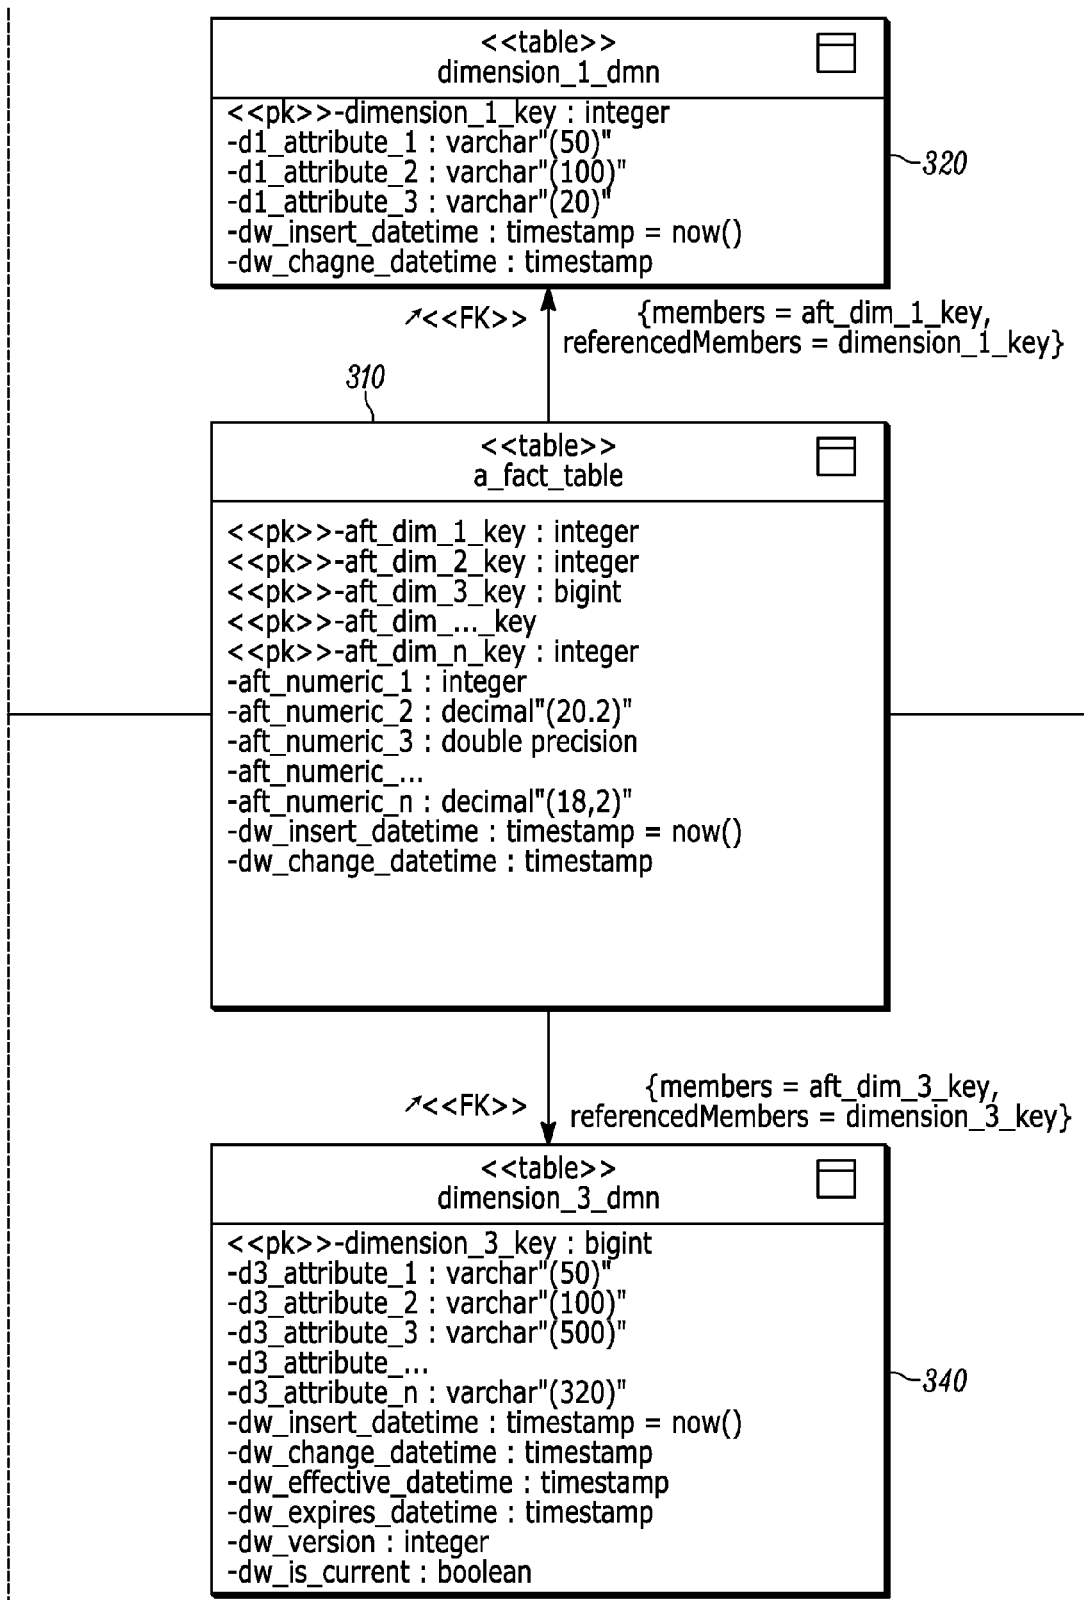 <<table>>
dimension_1_dmn
<<pk>>-dimension_1_key : integer
-d1_attribute_1 : varchar"(50)"
-d1_attribute_2 : varchar"(100)"
-d1_attribute_3 : varchar"(20)"
-dw_insert_datetime : timestamp = now()
-dw_chagne_datetime : timestamp
320
↗<<FK>>
{members = aft_dim_1_key,
referencedMembers = dimension_1_key}
310
<<table>>
a_fact_table
<<pk>>-aft_dim_1_key : integer
<<pk>>-aft_dim_2_key : integer
<<pk>>-aft_dim_3_key : bigint
<<pk>>-aft_dim_..._key
<<pk>>-aft_dim_n_key : integer
-aft_numeric_1 : integer
-aft_numeric_2 : decimal"(20.2)"
-aft_numeric_3 : double precision
-aft_numeric_...
-aft_numeric_n : decimal"(18,2)"
-dw_insert_datetime : timestamp = now()
-dw_change_datetime : timestamp
↗<<FK>>
{members = aft_dim_3_key,
referencedMembers = dimension_3_key}
<<table>>
dimension_3_dmn
<<pk>>-dimension_3_key : bigint
-d3_attribute_1 : varchar"(50)"
-d3_attribute_2 : varchar"(100)"
-d3_attribute_3 : varchar"(500)"
-d3_attribute_...
-d3_attribute_n : varchar"(320)"
-dw_insert_datetime : timestamp = now()
-dw_change_datetime : timestamp
-dw_effective_datetime : timestamp
-dw_expires_datetime : timestamp
-dw_version : integer
-dw_is_current : boolean
340